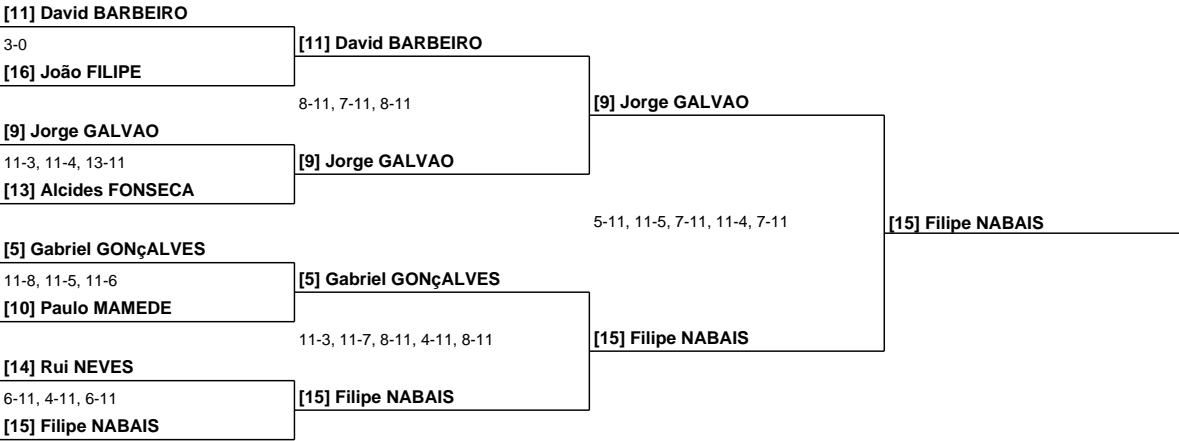 [11] David BARBEIRO
3-0
[16] João FILIPE
[11] David BARBEIRO
8-11, 7-11, 8-11
[9] Jorge GALVAO
[9] Jorge GALVAO
11-3, 11-4, 13-11
[13] Alcides FONSECA
[9] Jorge GALVAO
5-11, 11-5, 7-11, 11-4, 7-11
[15] Filipe NABAIS
[5] Gabriel GONçALVES
11-8, 11-5, 11-6
[10] Paulo MAMEDE
[5] Gabriel GONçALVES
11-3, 11-7, 8-11, 4-11, 8-11
[15] Filipe NABAIS
[14] Rui NEVES
6-11, 4-11, 6-11
[15] Filipe NABAIS
[15] Filipe NABAIS